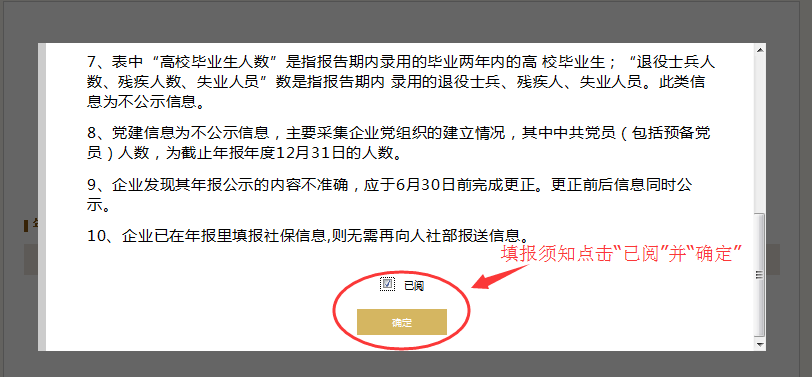 7、表中“高校毕业生人数”是指报告期内录用的毕业两年内的高 校毕业生；“退役士兵人
数、残疾人数、失业人员”数是指报告期内 录用的退役士兵、残疾人、失业人员。此类信
息为不公示信息。
8、党建信息为不公示信息，主要采集企业党组织的建立情况，其中中共党员（包括预备党
员）人数，为截止年报年度12月31日的人数。
9、企业发现其年报公示的内容不准确，应于6月30日前完成更正。更正前后信息同时公
示。
10、企业已在年报里填报社保信息,则无需再向人社部报送信息。
填报须知点击“已阅”并“确定”
已阅
确定